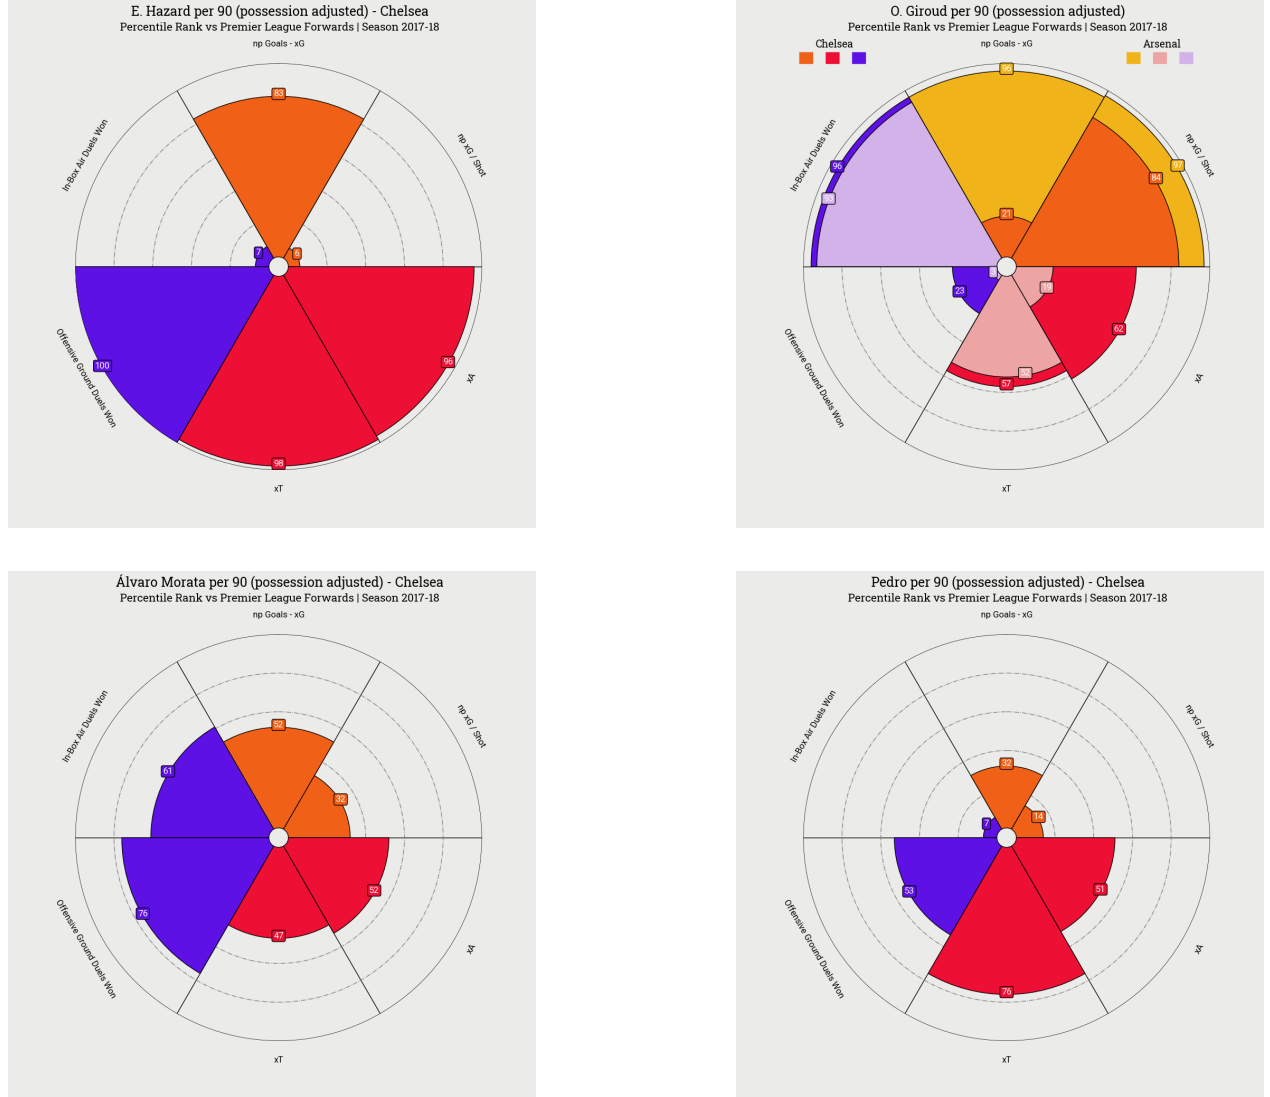 E. Hazard per 90 (possession adjusted) - Chelsea
Percentile Rank vs Premier League Forwards | Season 2017-18
np Goals - xG
In-Box Air Duels Won
np xG / Shot
83
7
6
100
96
98
Offensive Ground Duels Won
xA
xT
O. Giroud per 90 (possession adjusted)
Percentile Rank vs Premier League Forwards | Season 2017-18
np Goals - xG
Chelsea
Arsenal
In-Box Air Duels Won
np xG / Shot
96
97
84
21
23
19
62
52
57
Offensive Ground Duels Won
xA
xT
Álvaro Morata per 90 (possession adjusted) - Chelsea
Percentile Rank vs Premier League Forwards | Season 2017-18
np Goals - xG
In-Box Air Duels Won
np xG / Shot
52
61
32
76
52
47
Offensive Ground Duels Won
xA
xT
Pedro per 90 (possession adjusted) - Chelsea
Percentile Rank vs Premier League Forwards | Season 2017-18
np Goals - xG
In-Box Air Duels Won
np xG / Shot
32
7
14
53
51
76
Offensive Ground Duels Won
xA
xT